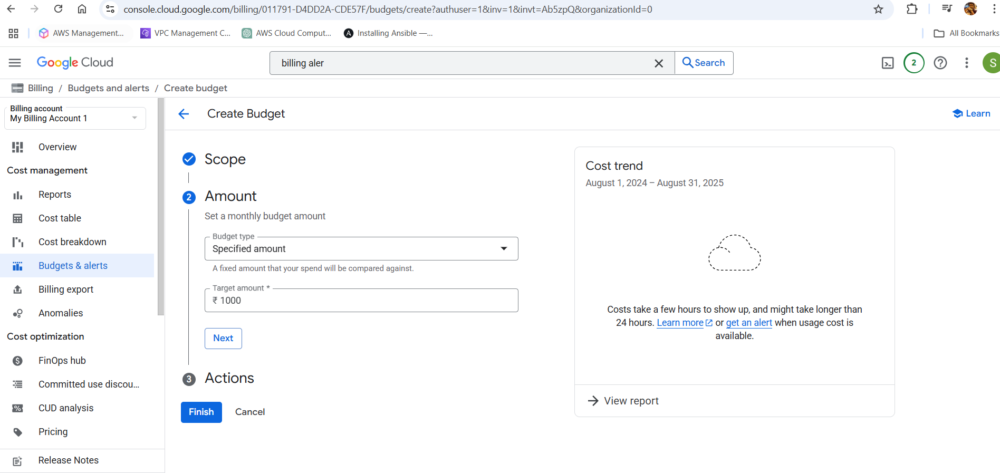 console.cloud.google.com/billing/011791-D4DD2A-CDE57F/budgets/create?authuser=1&inv=1&invt=Ab5zpQ&organizationId=0
AWS Management...
VPC Management C...
AWS Cloud Comput...
A
Installing Ansible —...
All Bookmarks
Google Cloud
billing aler
Search
2
S
Billing / Budgets and alerts / Create budget
Billing account
My Billing Account 1
Overview
Cost management
Reports
Cost table
Cost breakdown
Budgets & alerts
Billing export
Anomalies
Cost optimization
FinOps hub
Committed use discou...
CUD analysis
Pricing
Release Notes
Create Budget
Learn
Scope
2 Amount
Set a monthly budget amount
Budget type
Specified amount
A fixed amount that your spend will be compared against.
Target amount *
₹ 1000
Next
3 Actions
Finish
Cancel
Cost trend
August 1, 2024 – August 31, 2025
Costs take a few hours to show up, and might take longer than
24 hours. Learn more or get an alert when usage cost is
available.
View report